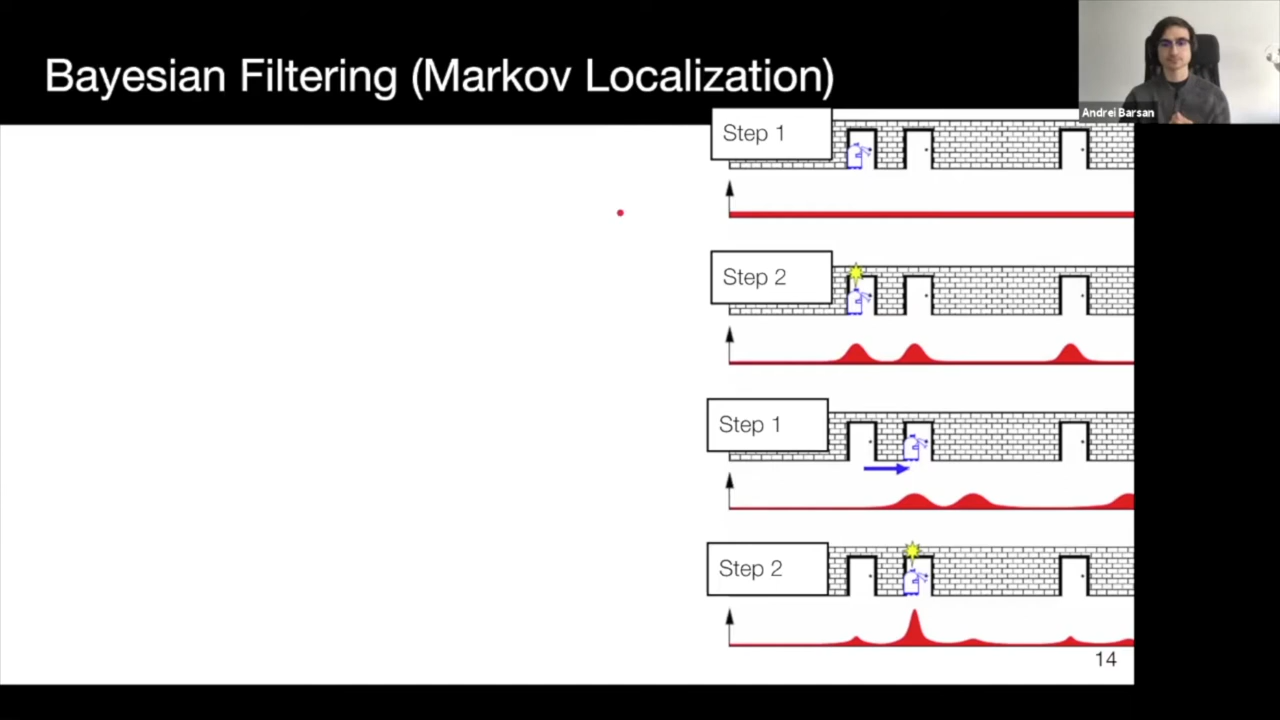 Bayesian Filtering (Markov Localization)
Andrei Barsan
Step 1
Step 2
Step 1
Step 2
14